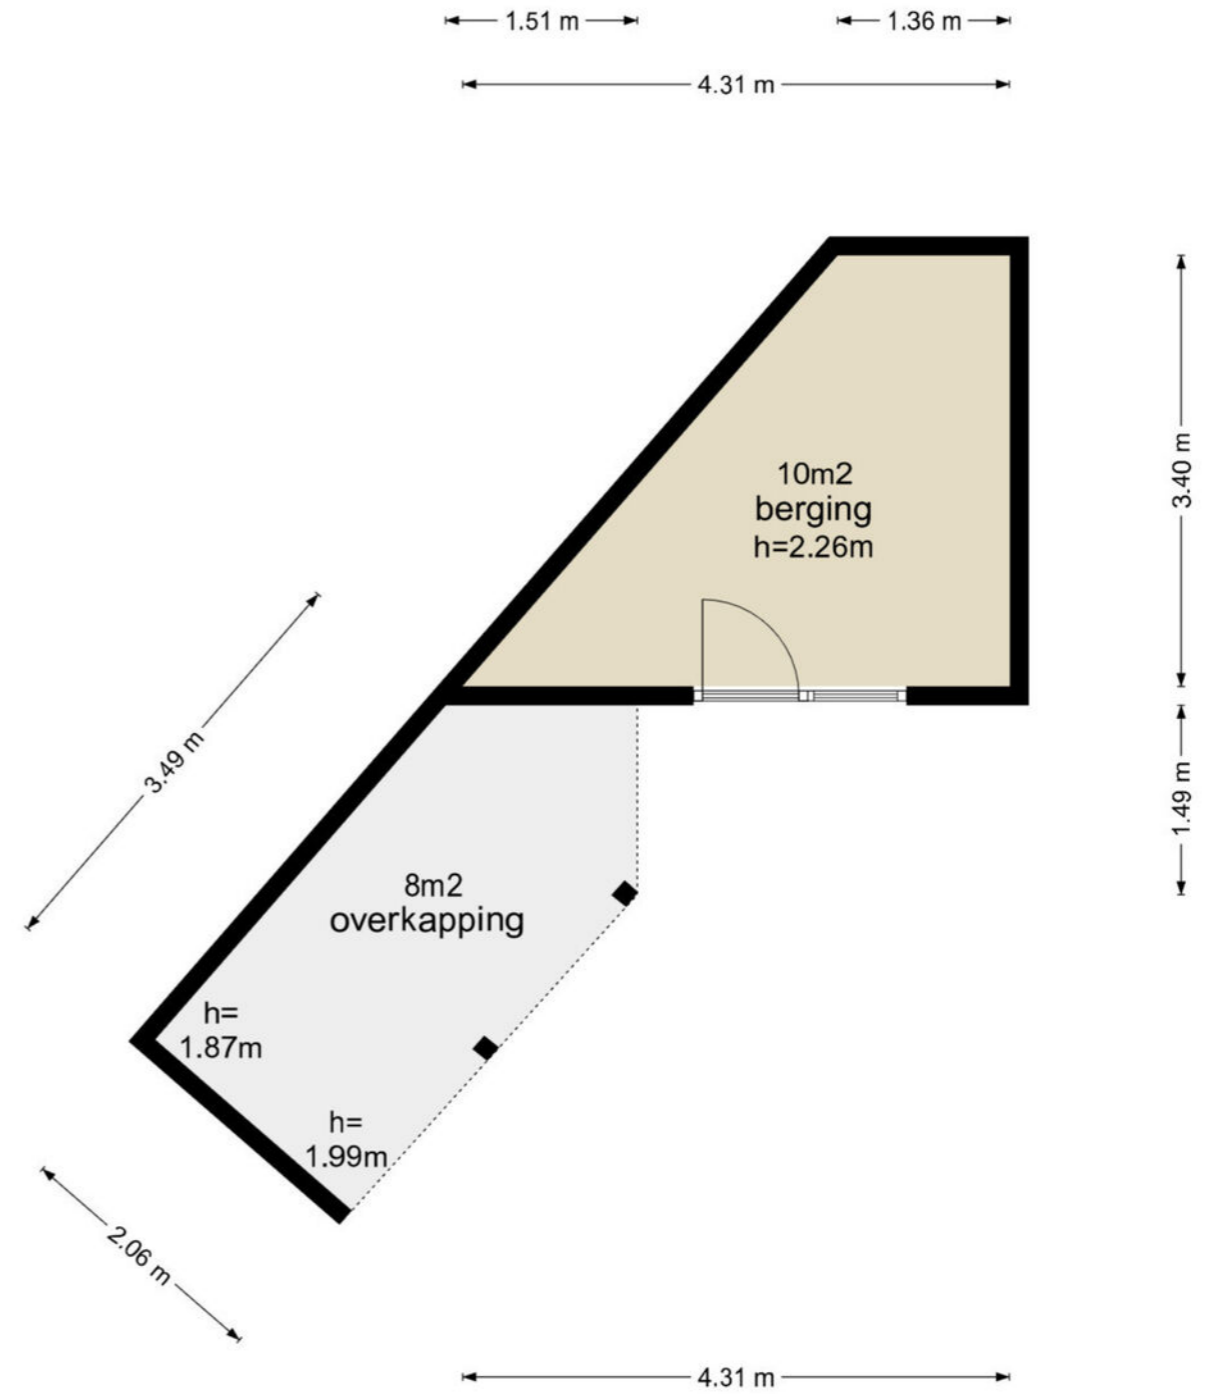 1.51 m
1.36 m
4.31 m
10m2
berging
h=2.26m
3.40 m
3.49 m
1.49 m
8m2
overkapping
h=
1.87m
h=
1.99m
2.06 m
4.31 m